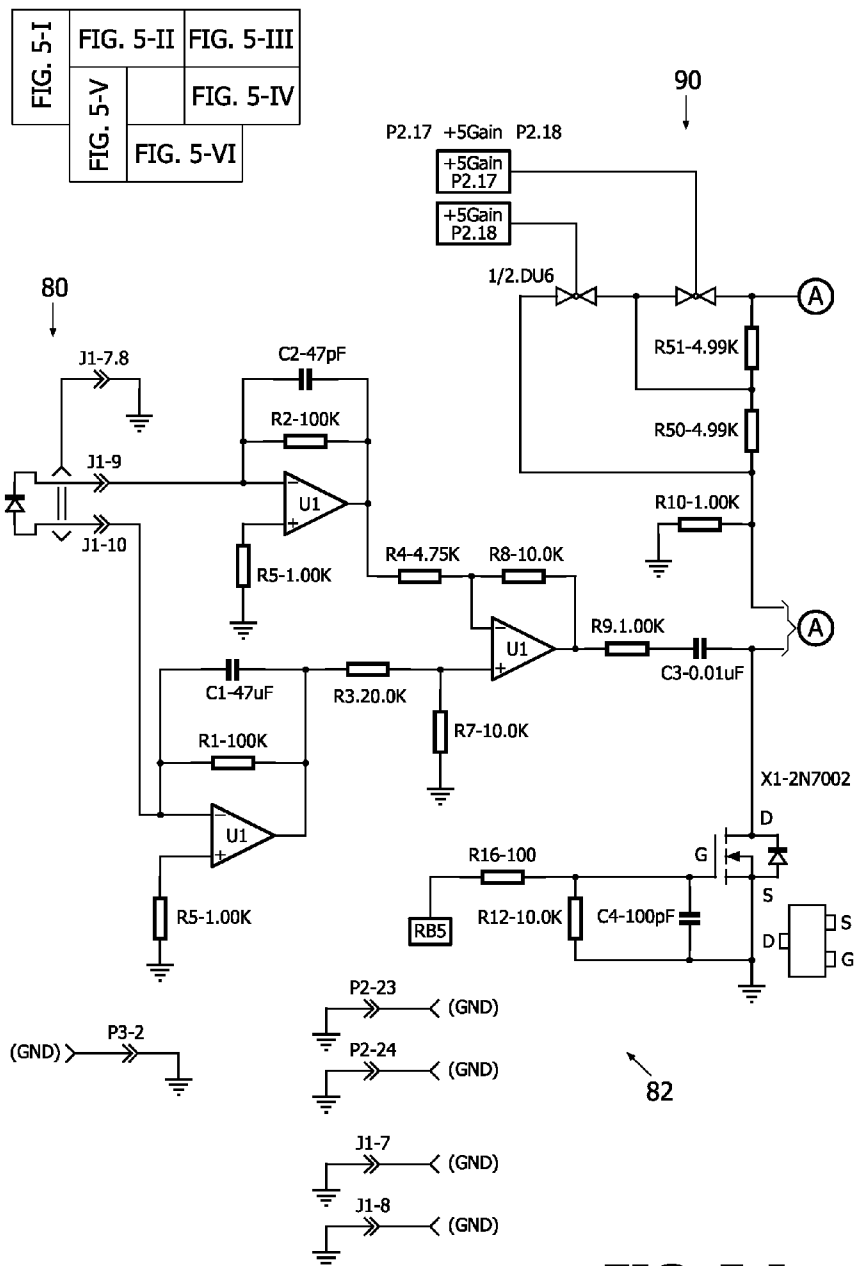 FIG. 5-I
FIG. 5-II
FIG. 5-III
FIG. 5-V
FIG. 5-IV
FIG. 5-VI
90
P2.17 +5Gain P2.18
+5Gain
P2.17
+5Gain
P2.18
1/2.DU6
A
80
R51-4.99K
J1-7.8
C2-47pF
R2-100K
R50-4.99K
J1-9
U1
R10-1.00K
J1-10
R4-4.75K
R8-10.0K
R5-1.00K
R9.1.00K
A
U1
C1-47uF
R3.20.0K
C3-0.01uF
R7-10.0K
R1-100K
X1-2N7002
D
U1
R16-100
G
S
R5-1.00K
RB5
R12-10.0K
C4-100pF
S
D
G
P2-23
(GND)
(GND)
P3-2
P2-24
(GND)
82
J1-7
(GND)
J1-8
(GND)